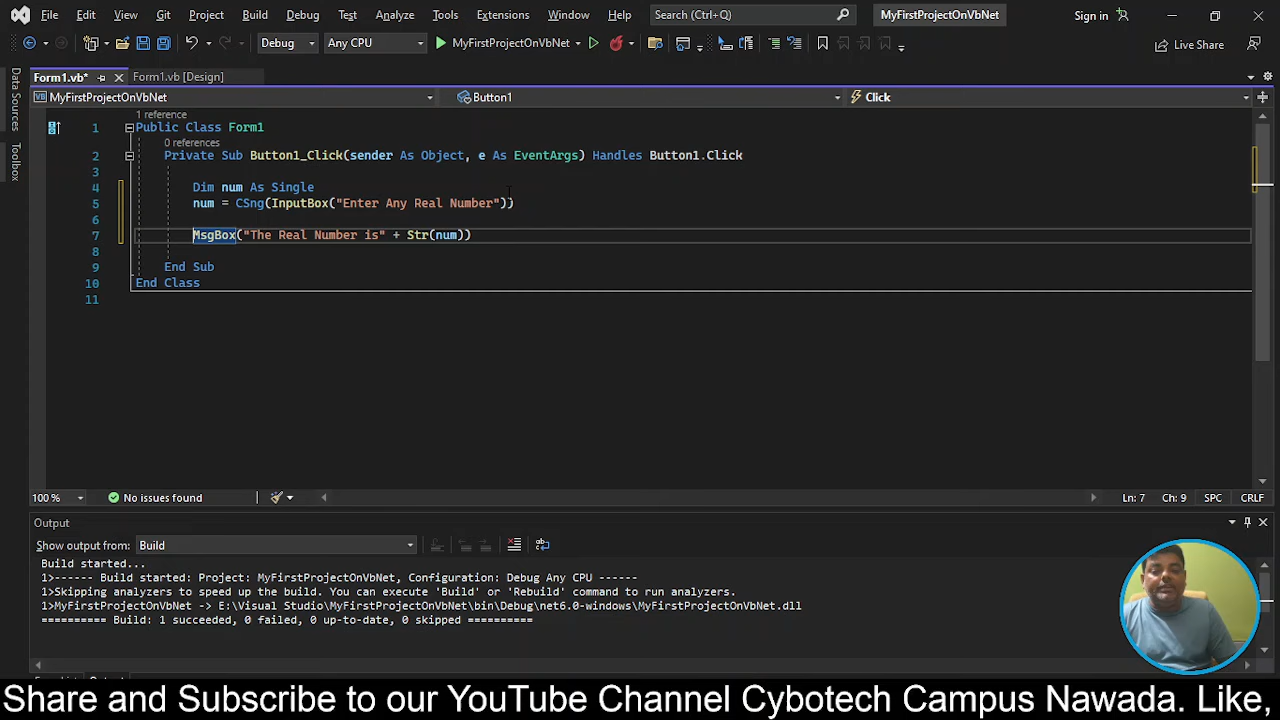 File Edit View Git Project Build Debug Test Analyze Tools Extensions Window Help Search (Ctrl+Q) MyFirstProjectOnVbNet Sign in
Debug Any CPU MyFirstProjectOnVbNet Live Share
Form1.vb* Form1.vb [Design]
MyFirstProjectOnVbNet Button1 Click
Data Sources
Toolbox
1 reference
1 Public Class Form1
0 references
2 Private Sub Button1_Click(sender As Object, e As EventArgs) Handles Button1.Click
3
4 Dim num As Single
5 num = CSng(InputBox("Enter Any Real Number"))
6
7 MsgBox("The Real Number is" + Str(num))
8
9 End Sub
10 End Class
11
100 % No issues found Ln: 7 Ch: 9 SPC CRLF
Output
Show output from: Build
Build started...
1>------ Build started: Project: MyFirstProjectOnVbNet, Configuration: Debug Any CPU ------
1>Skipping analyzers to speed up the build. You can execute 'Build' or 'Rebuild' command to run analyzers.
1>MyFirstProjectOnVbNet -> E:\Visual Studio\MyFirstProjectOnVbNet\bin\Debug\net6.0-windows\MyFirstProjectOnVbNet.dll
========== Build: 1 succeeded, 0 failed, 0 up-to-date, 0 skipped ==========
Share and Subscribe to our YouTube Channel Cybotech Campus Nawada. Like,